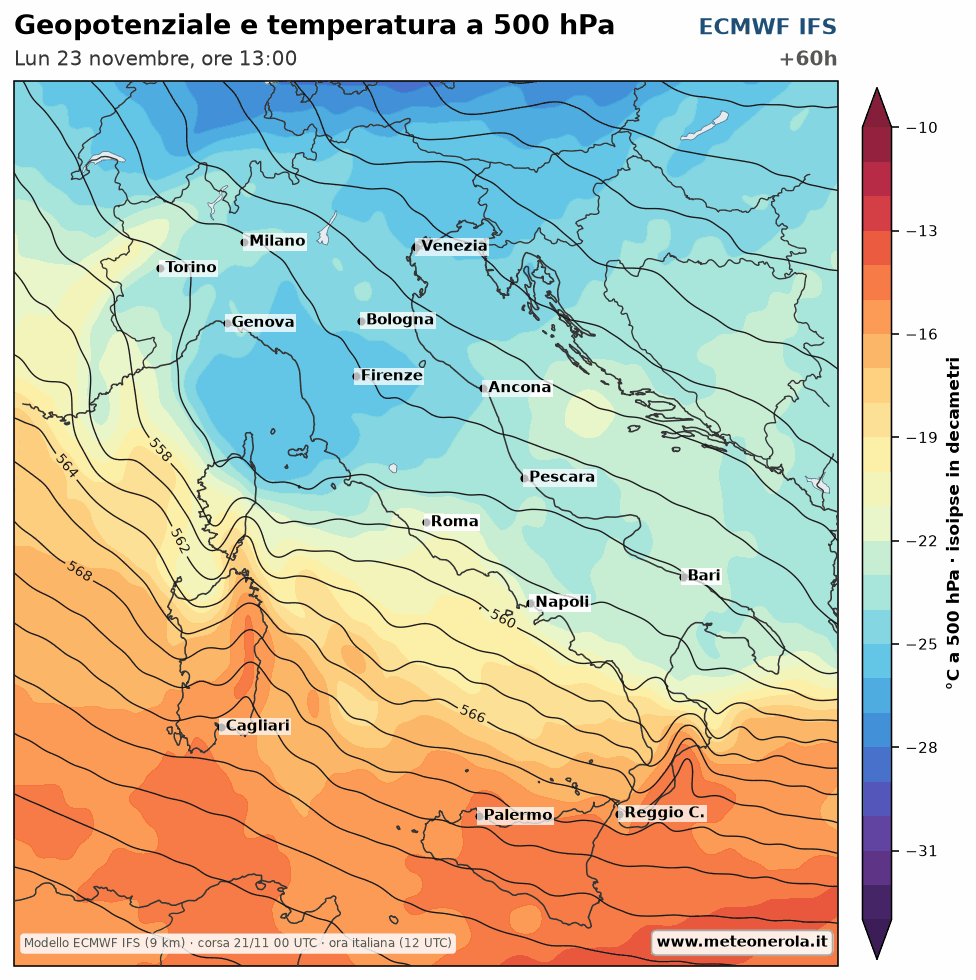 Geopotenziale e temperatura a 500 hPa
ECMWF IFS
Lun 23 novembre, ore 13:00
+60h
Milano
Venezia
Torino
Genova
Bologna
Firenze
Ancona
558
564
Pescara
Roma
562
568
Bari
Napoli
560
566
Cagliari
Palermo
Reggio C.
−10
−13
−16
−19
−22
−25
−28
−31
°C a 500 hPa · isoipse in decametri
Modello ECMWF IFS (9 km) · corsa 21/11 00 UTC · ora italiana (12 UTC)
www.meteonerola.it